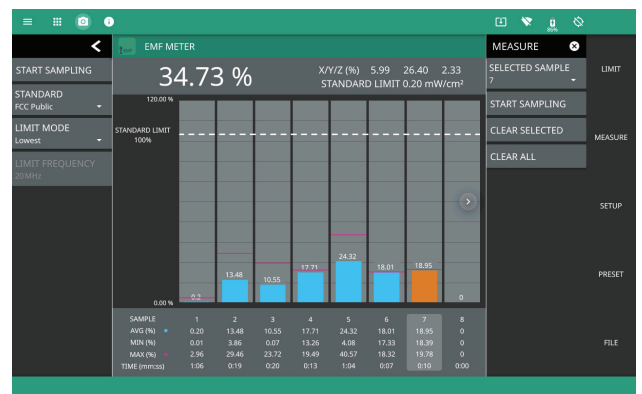 86%
EMF METER
MEASURE
START SAMPLING
STANDARD
FCC Public
LIMIT MODE
Lowest
LIMIT FREQUENCY
20 MHz
34.73 %
X/Y/Z (%) 5.99 26.40 2.33
STANDARD LIMIT 0.20 mW/cm²
120.00 %
STANDARD LIMIT
100%
0.00 %
0.2
13.48
10.55
17.71
24.32
18.01
18.95
0
SAMPLE 1 2 3 4 5 6 7 8
AVG (%) 0.20 13.48 10.55 17.71 24.32 18.01 18.95 0
MIN (%) 0.01 3.86 0.07 13.26 4.08 17.33 18.39 0
MAX (%) 2.96 29.46 23.72 19.49 40.57 18.32 19.78 0
TIME (mm:ss) 1:06 0:19 0:20 0:13 1:04 0:07 0:10 0:00
SELECTED SAMPLE
7
START SAMPLING
CLEAR SELECTED
CLEAR ALL
LIMIT
MEASURE
SETUP
PRESET
FILE